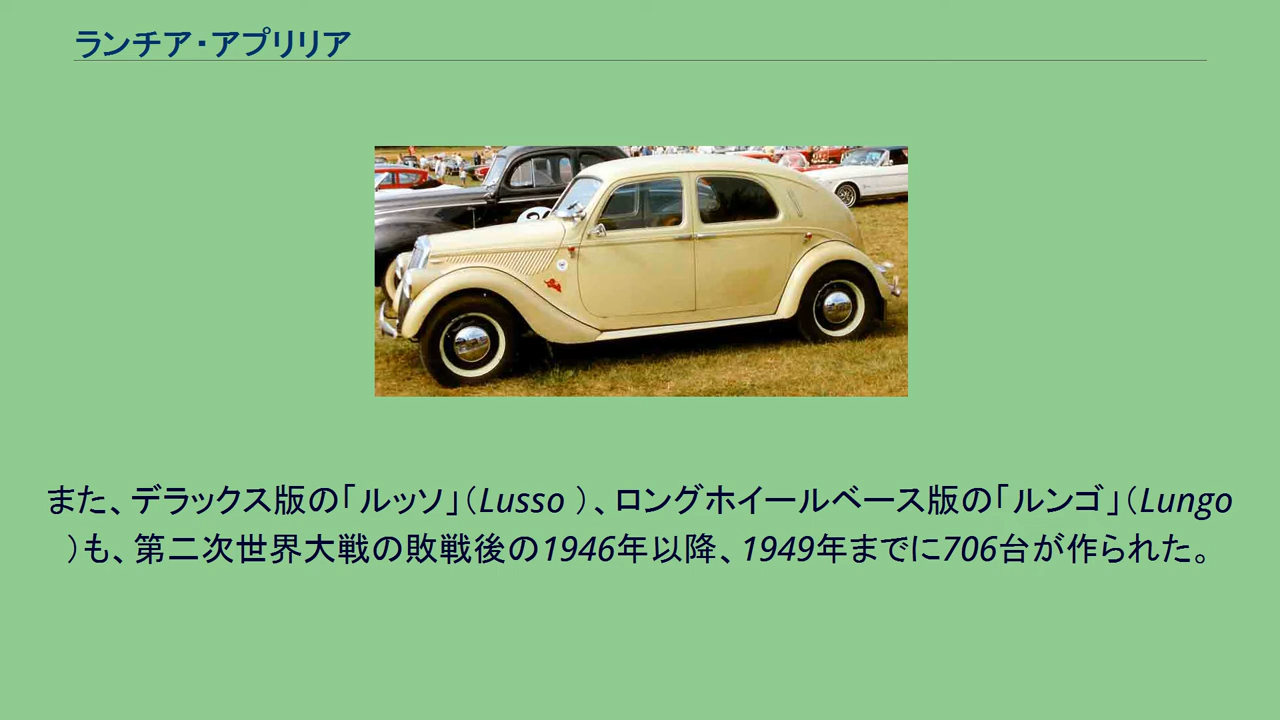 ランチア・アプリリア
また、デラックス版の「ルッソ」（Lusso ）、ロングホイールベース版の「ルンゴ」（Lungo
）も、第二次世界大戦の敗戦後の1946年以降、1949年までに706台が作られた。